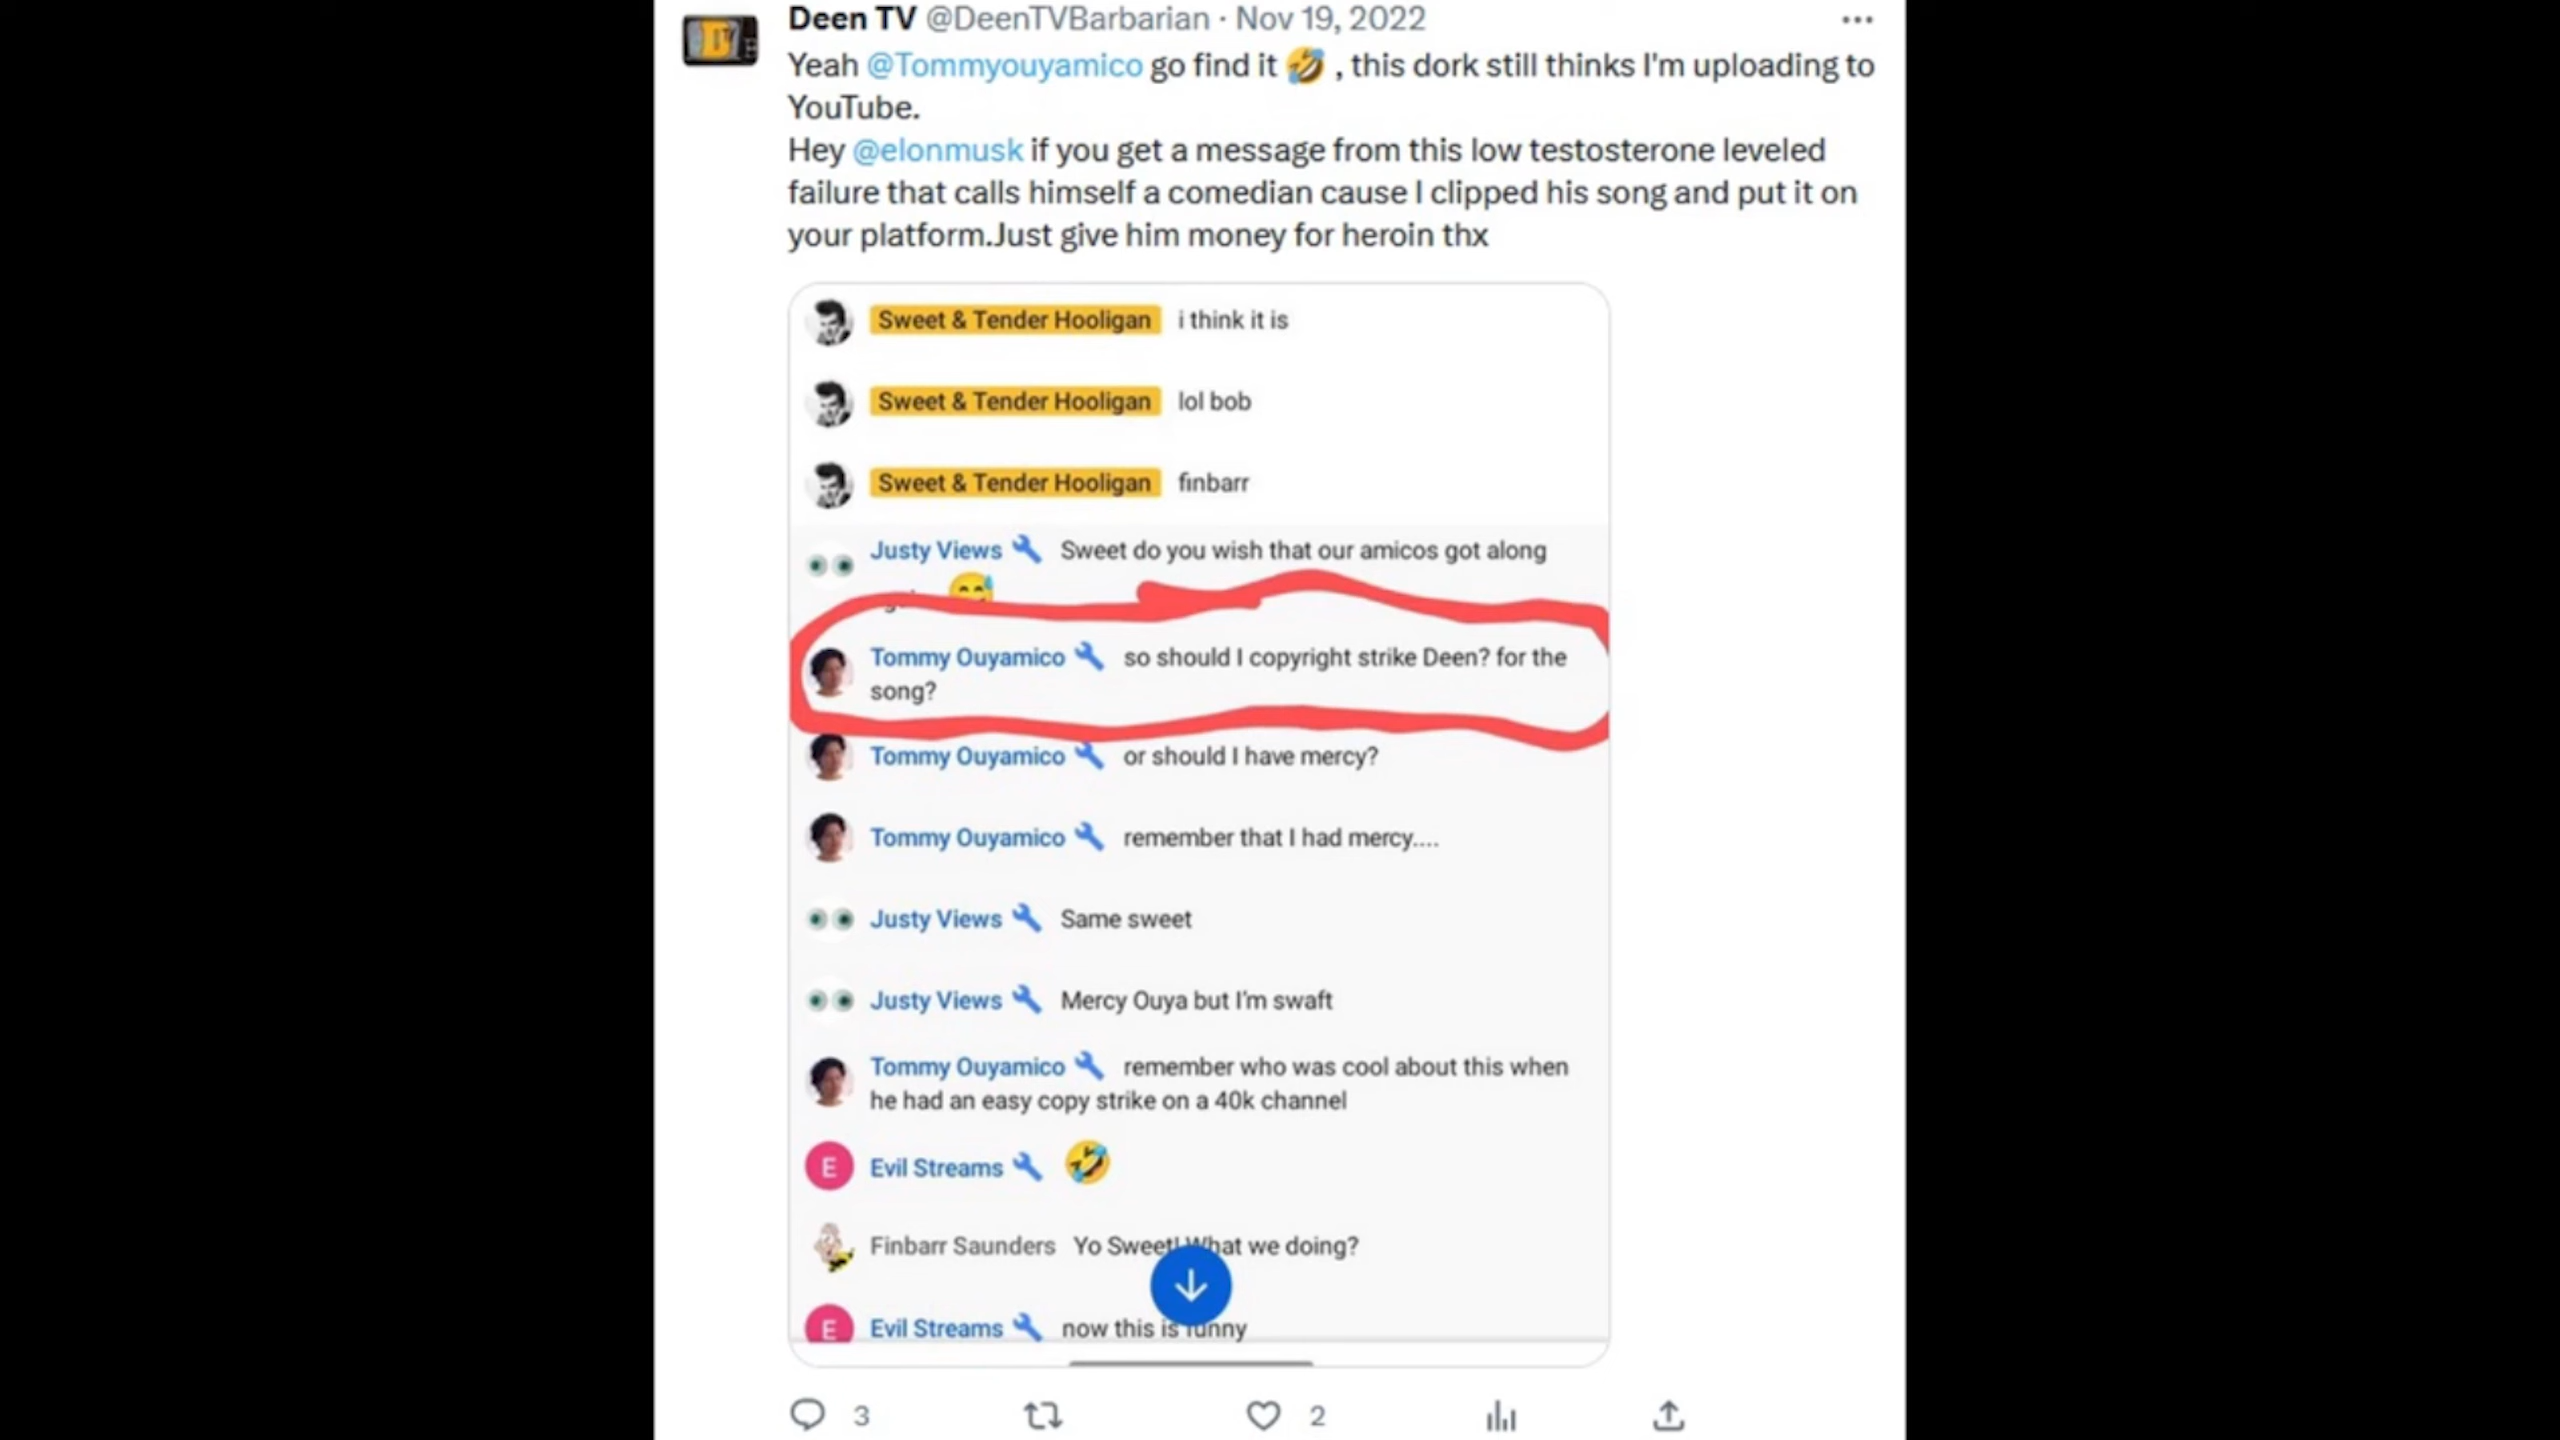 Deen TV @DeenTVBarbarian · Nov 19, 2022
Yeah @Tommyouyamico go find it 🤣 , this dork still thinks I'm uploading to
YouTube.
Hey @elonmusk if you get a message from this low testosterone leveled
failure that calls himself a comedian cause I clipped his song and put it on
your platform.Just give him money for heroin thx
Sweet & Tender Hooligan i think it is
Sweet & Tender Hooligan lol bob
Sweet & Tender Hooligan finbarr
Justy Views Sweet do you wish that our amicos got along
😅
Tommy Ouyamico so should I copyright strike Deen? for the
song?
Tommy Ouyamico or should I have mercy?
Tommy Ouyamico remember that I had mercy....
Justy Views Same sweet
Justy Views Mercy Ouya but I'm swaft
Tommy Ouyamico remember who was cool about this when
he had an easy copy strike on a 40k channel
E Evil Streams 🤣
Finbarr Saunders Yo Sweet! What we doing?
E Evil Streams now this is funny
3 2